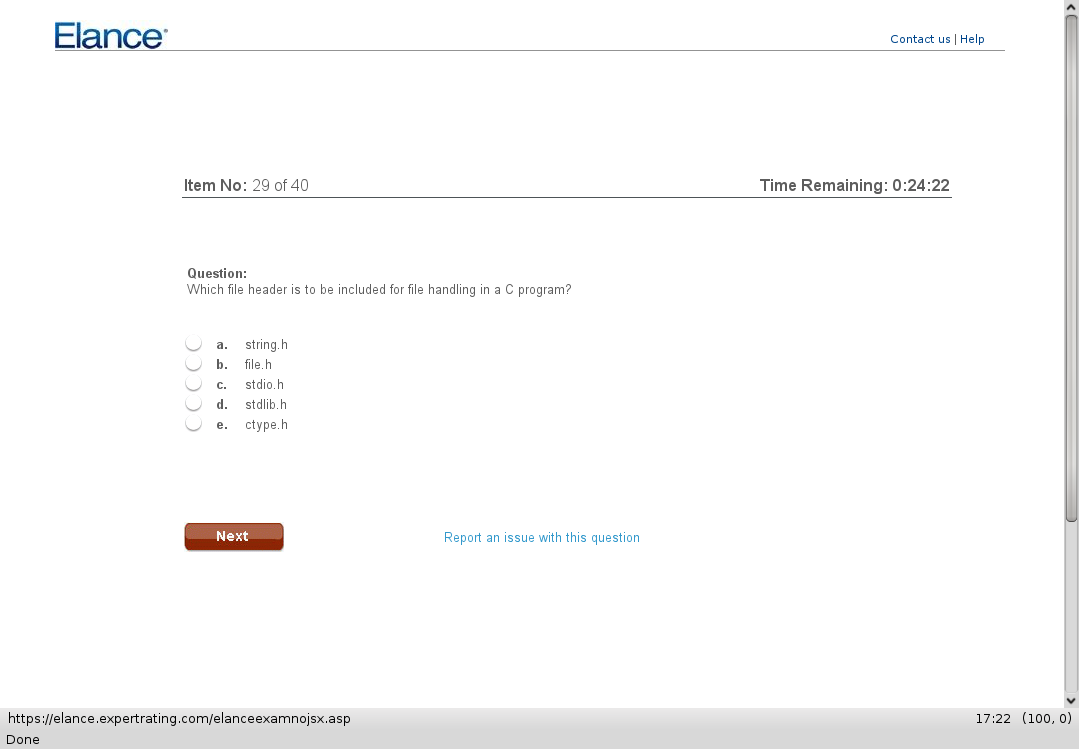 Elance
Contact us | Help
Item No: 29 of 40 Time Remaining: 0:24:22
Question:
Which file header is to be included for file handling in a C program?
a. string.h
b. file.h
c. stdio.h
d. stdlib.h
e. ctype.h
Next Report an issue with this question
https://elance.expertrating.com/elanceexamnojsx.asp 17:22 (100, 0)
Done